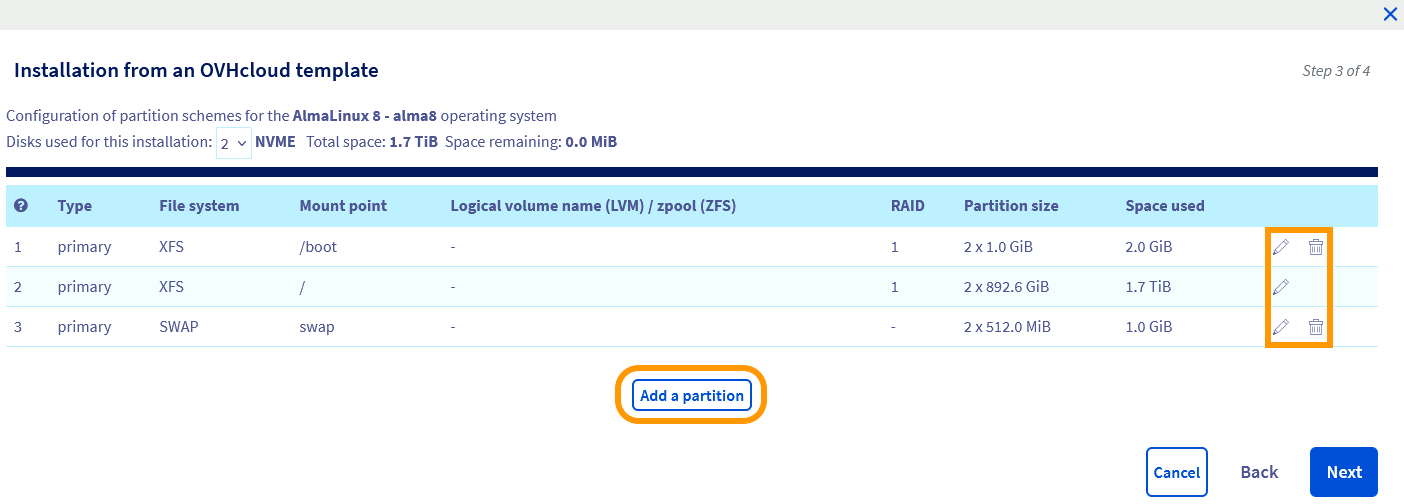 Installation from an OVHcloud template
Step 3 of 4
Configuration of partition schemes for the AlmaLinux 8 - alma8 operating system
Disks used for this installation: 2 NVME Total space: 1.7 TiB Space remaining: 0.0 MiB
? Type File system Mount point Logical volume name (LVM) / zpool (ZFS) RAID Partition size Space used
1 primary XFS /boot - 1 2 x 1.0 GiB 2.0 GiB
2 primary XFS / - 1 2 x 892.6 GiB 1.7 TiB
3 primary SWAP swap - - 2 x 512.0 MiB 1.0 GiB
Add a partition
Cancel Back Next